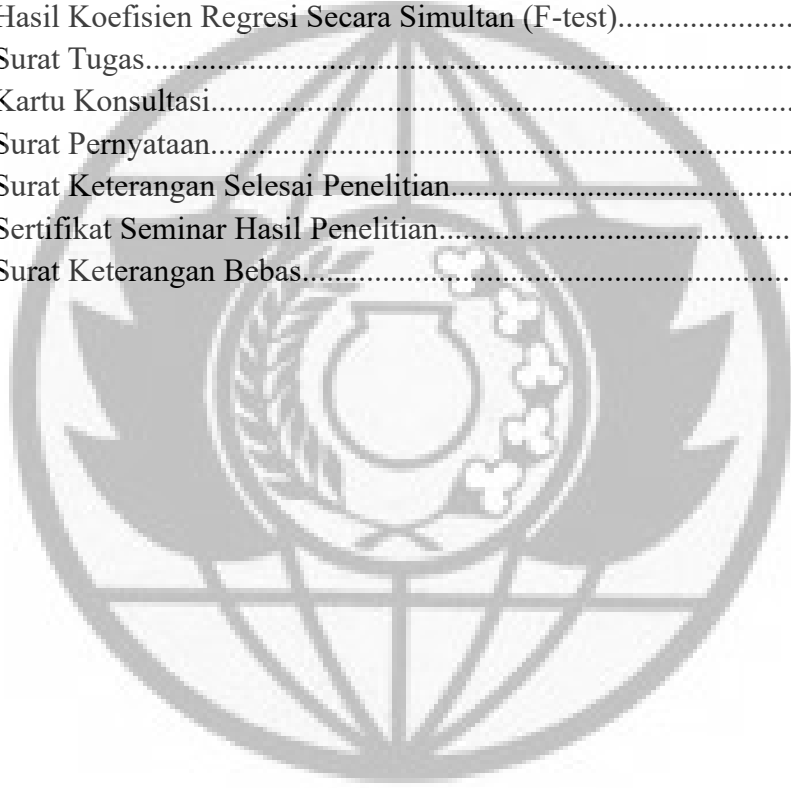 Hasil Koefisien Regresi Secara Simultan (F-test)......................
Surat Tugas................................................................................
Kartu Konsultasi........................................................................
Surat Pernyataan........................................................................
Surat Keterangan Selesai Penelitian...........................................
Sertifikat Seminar Hasil Penelitian............................................
Surat Keterangan Bebas.............................................................